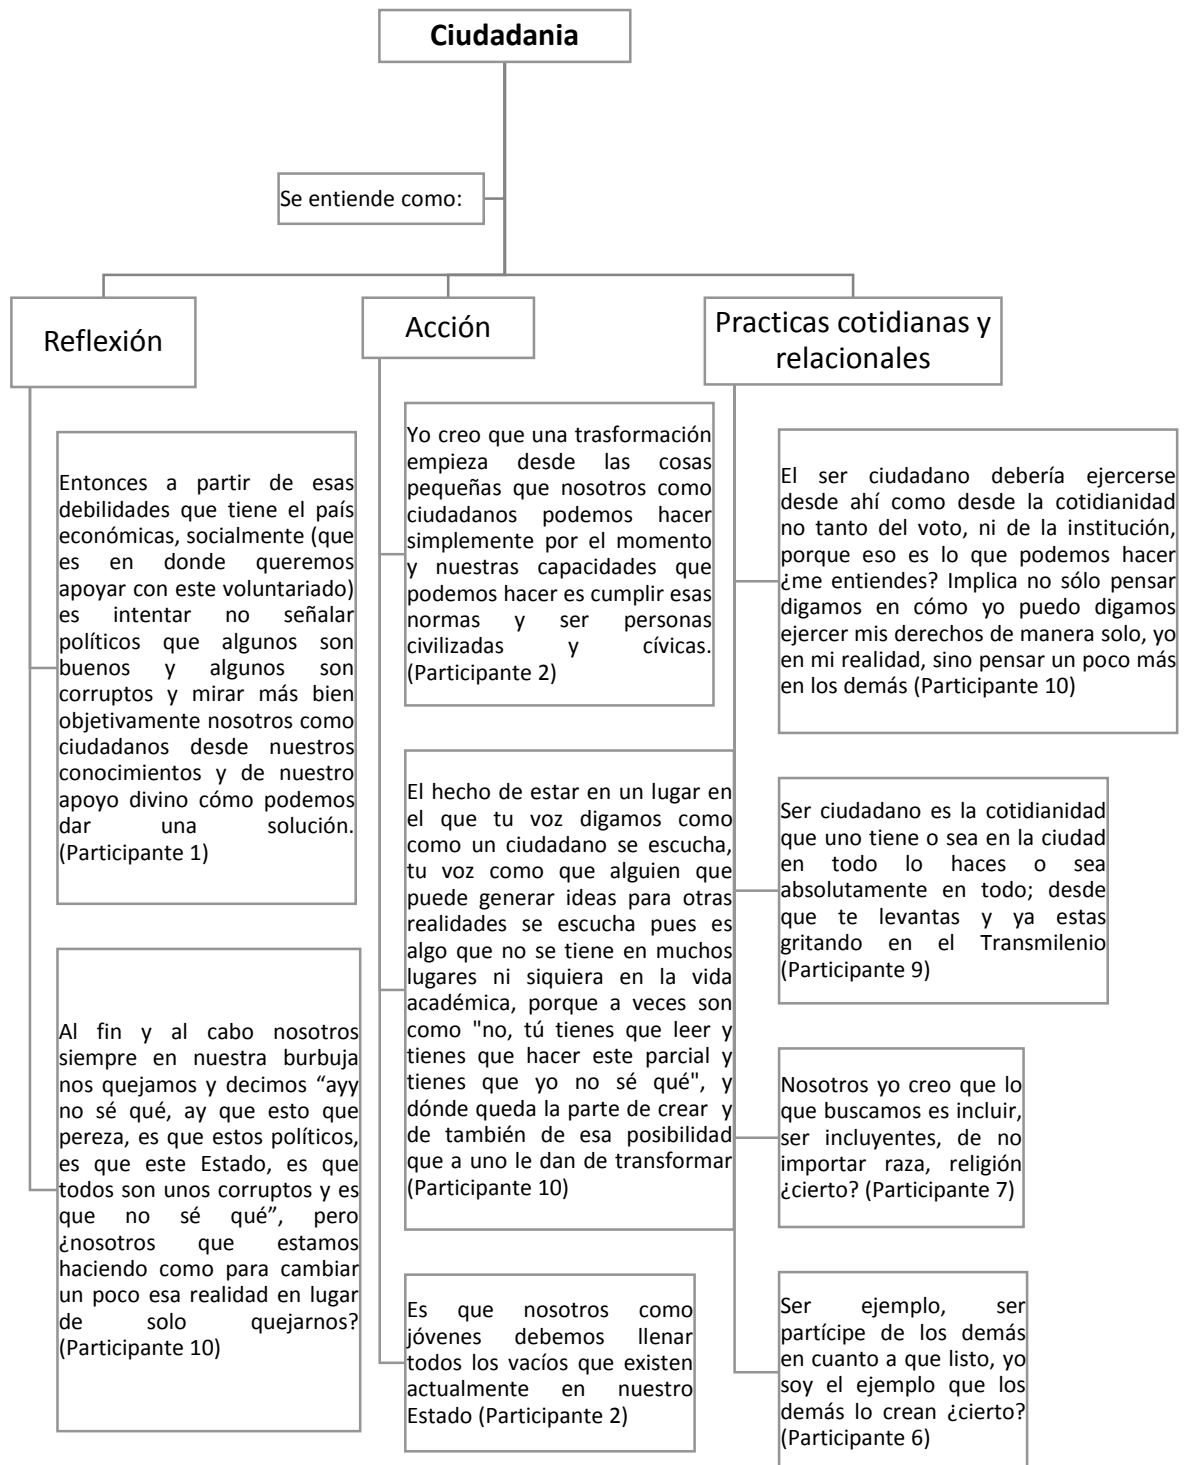 Ciudadania
Se entiende como:
Reflexión
Entonces a partir de esas
debilidades que tiene el país
económicas, socialmente (que
es en donde queremos
apoyar con este voluntariado)
es intentar no señalar
políticos que algunos son
buenos y algunos son
corruptos y mirar más bien
objetivamente nosotros como
ciudadanos desde nuestros
conocimientos y de nuestro
apoyo divino cómo podemos
dar una solución.
(Participante 1)
Al fin y al cabo nosotros
siempre en nuestra burbuja
nos quejamos y decimos “ayy
no sé qué, ay que esto que
pereza, es que estos políticos,
es que este Estado, es que
todos son unos corruptos y es
que no sé qué”, pero
¿nosotros que estamos
haciendo como para cambiar
un poco esa realidad en lugar
de solo quejarnos?
(Participante 10)
Acción
Yo creo que una trasformación
empieza desde las cosas
pequeñas que nosotros como
ciudadanos podemos hacer
simplemente por el momento
y nuestras capacidades que
podemos hacer es cumplir esas
normas y ser personas
civilizadas y cívicas.
(Participante 2)
El hecho de estar en un lugar en
el que tu voz digamos como
como un ciudadano se escucha,
tu voz como que alguien que
puede generar ideas para otras
realidades se escucha pues es
algo que no se tiene en muchos
lugares ni siquiera en la vida
académica, porque a veces son
como "no, tú tienes que leer y
tienes que hacer este parcial y
tienes que yo no sé qué", y
dónde queda la parte de crear y
de también de esa posibilidad
que a uno le dan de transformar
(Participante 10)
Es que nosotros como
jóvenes debemos llenar
todos los vacíos que existen
actualmente en nuestro
Estado (Participante 2)
Practicas cotidianas y
relacionales
El ser ciudadano debería ejercerse
desde ahí como desde la cotidianidad
no tanto del voto, ni de la institución,
porque eso es lo que podemos hacer
¿me entiendes? Implica no sólo pensar
digamos en cómo yo puedo digamos
ejercer mis derechos de manera solo, yo
en mi realidad, sino pensar un poco más
en los demás (Participante 10)
Ser ciudadano es la cotidianidad
que uno tiene o sea en la ciudad
en todo lo haces o sea
absolutamente en todo; desde
que te levantas y ya estas
gritando en el Transmilenio
(Participante 9)
Nosotros yo creo que lo
que buscamos es incluir,
ser incluyentes, de no
importar raza, religión
¿cierto? (Participante 7)
Ser ejemplo, ser
partícipe de los demás
en cuanto a que listo, yo
soy el ejemplo que los
demás lo crean ¿cierto?
(Participante 6)